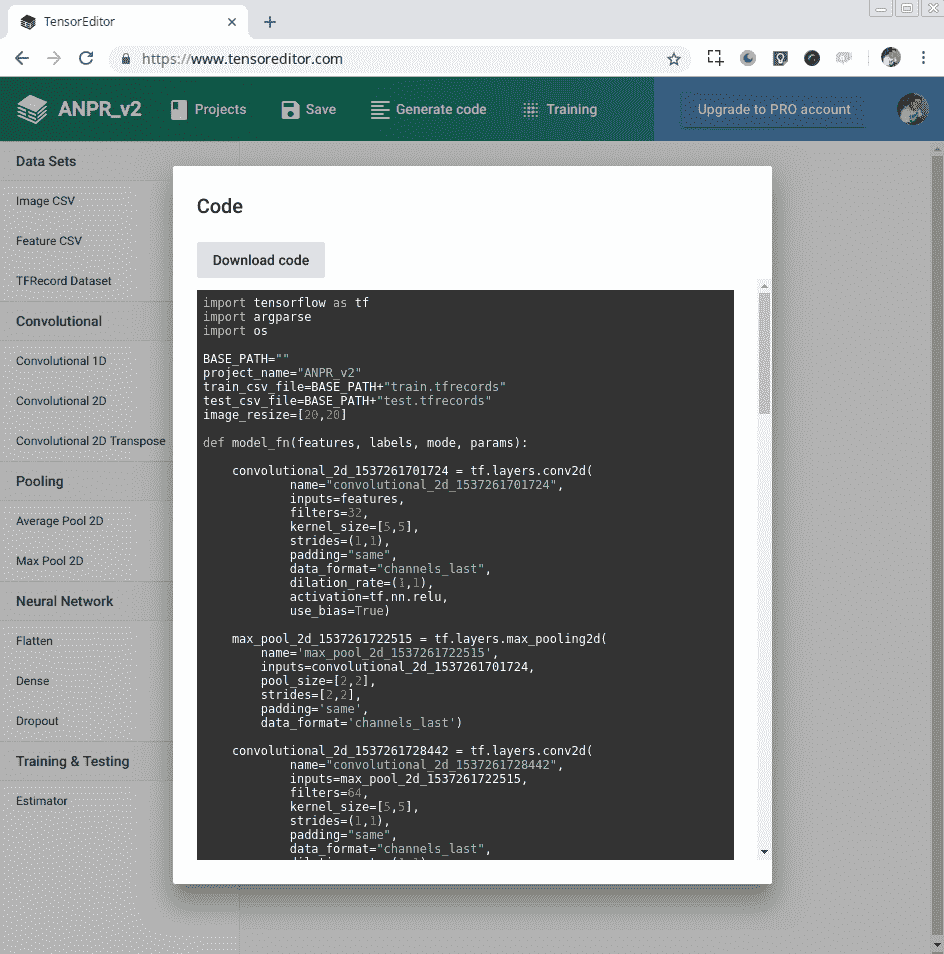 TensorEditor
https://www.tensoreditor.com
ANPR_v2
Projects
Save
Generate code
Training
Upgrade to PRO account
Data Sets
Image CSV
Feature CSV
TFRecord Dataset
Convolutional
Convolutional 1D
Convolutional 2D
Convolutional 2D Transpose
Pooling
Average Pool 2D
Max Pool 2D
Neural Network
Flatten
Dense
Dropout
Training & Testing
Estimator
Code
Download code
import tensorflow as tf
import argparse
import os
BASE_PATH=""
project_name="ANPR_v2"
train_csv_file=BASE_PATH+"train.tfrecords"
test_csv_file=BASE_PATH+"test.tfrecords"
image_resize=[20,20]
def model_fn(features, labels, mode, params):
convolutional_2d_1537261701724 = tf.layers.conv2d(
name="convolutional_2d_1537261701724",
inputs=features,
filters=32,
kernel_size=[5,5],
strides=(1,1),
padding="same",
data_format="channels_last",
dilation_rate=(1,1),
activation=tf.nn.relu,
use_bias=True)
max_pool_2d_1537261722515 = tf.layers.max_pooling2d(
name='max_pool_2d_1537261722515',
inputs=convolutional_2d_1537261701724,
pool_size=[2,2],
strides=[2,2],
padding='same',
data_format='channels_last')
convolutional_2d_1537261728442 = tf.layers.conv2d(
name="convolutional_2d_1537261728442",
inputs=max_pool_2d_1537261722515,
filters=64,
kernel_size=[5,5],
strides=(1,1),
padding="same",
data_format="channels_last",